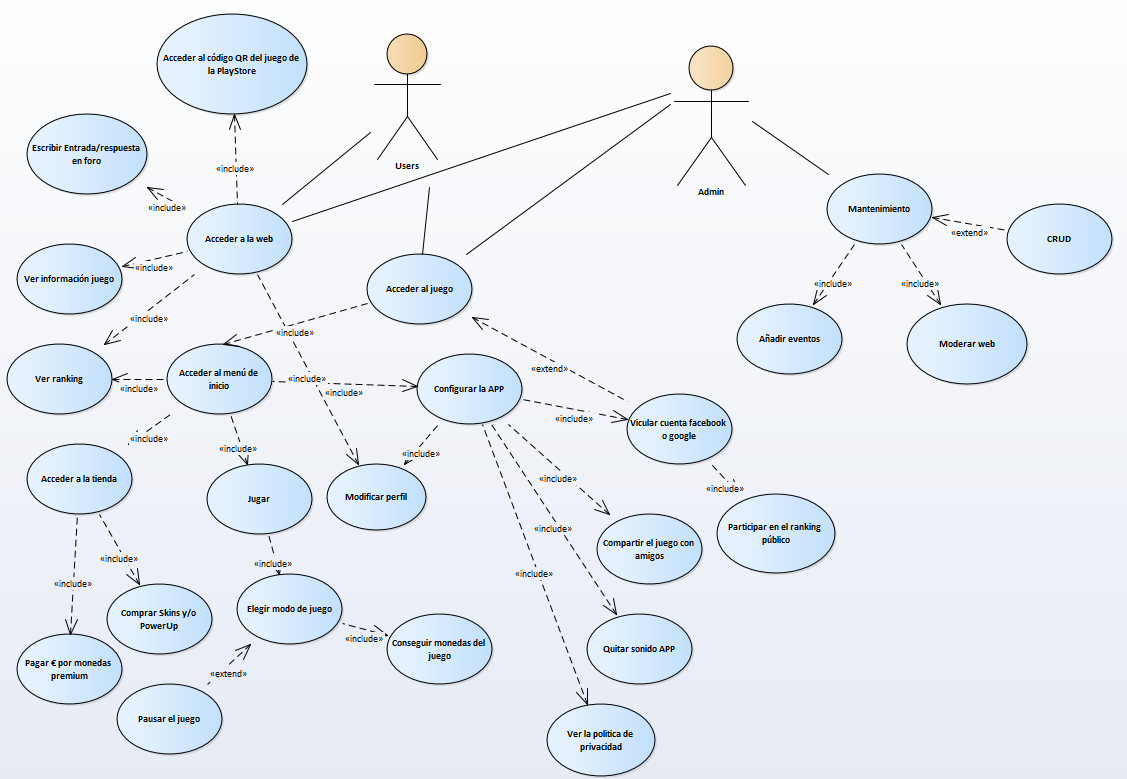 Acceder al código QR del juego de
la PlayStore
Escribir Entrada/respuesta
en foro
«include»
«include»
Users
Admin
Acceder a la web
Mantenimiento
«extend»
CRUD
Ver información juego
«include»
Acceder al juego
«include»
«include»
«include»
«include»
Añadir eventos
Moderar web
Ver ranking
«include»
Acceder al menú de
inicio
«include»
«include»
Configurar la APP
«extend»
«include»
Vicular cuenta facebook
o google
«include»
«include»
«include»
Acceder a la tienda
Jugar
Modificar perfil
«include»
«include»
Participar en el ranking
público
«include»
Compartir el juego con
amigos
«include»
«include»
«include»
«include»
Comprar Skins y/o
PowerUp
Elegir modo de juego
«include»
Conseguir monedas del
juego
Quitar sonido APP
Pagar € por monedas
premium
«extend»
Pausar el juego
Ver la politica de
privacidad